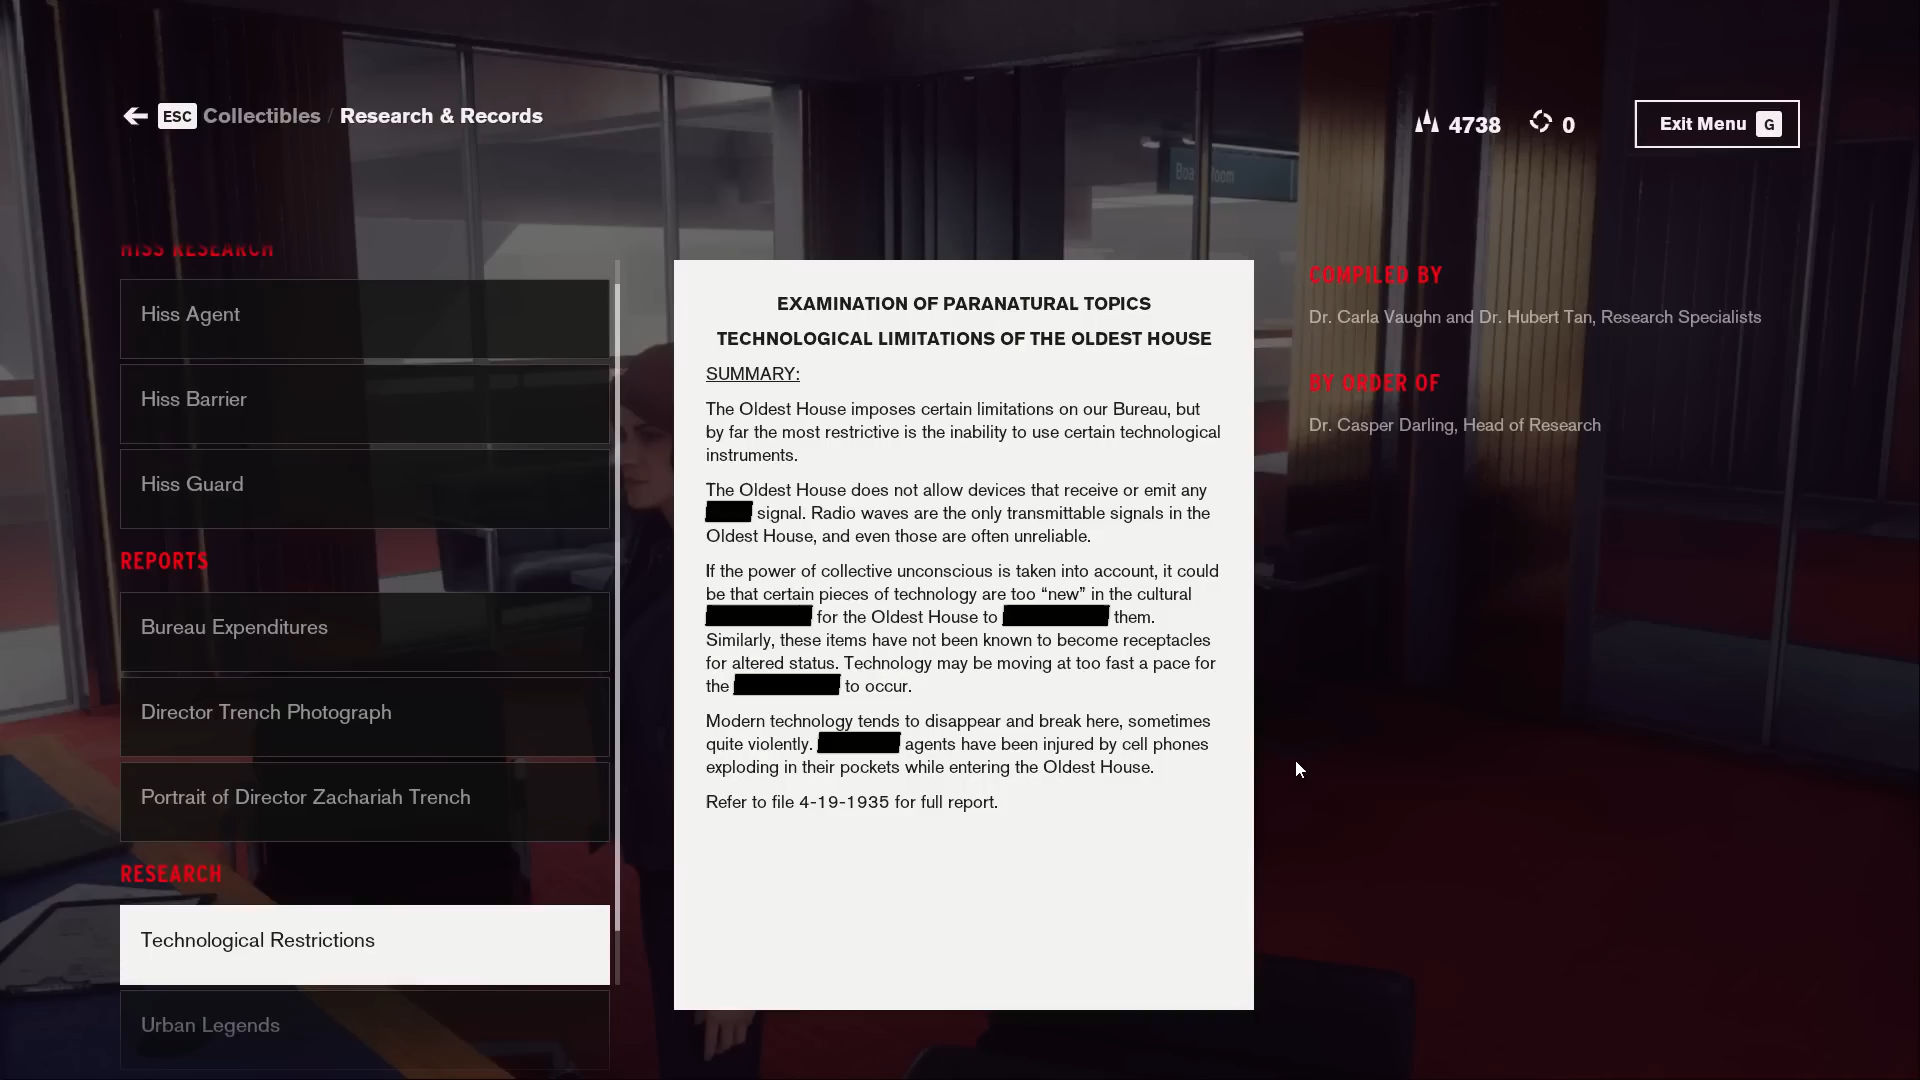 ESC Collectibles / Research & Records
4738
0
Exit Menu G
HISS RESEARCH
Hiss Agent
Hiss Barrier
Hiss Guard
REPORTS
Bureau Expenditures
Director Trench Photograph
Portrait of Director Zachariah Trench
RESEARCH
Technological Restrictions
Urban Legends
EXAMINATION OF PARANATURAL TOPICS
TECHNOLOGICAL LIMITATIONS OF THE OLDEST HOUSE
SUMMARY:
The Oldest House imposes certain limitations on our Bureau, but
by far the most restrictive is the inability to use certain technological
instruments.
The Oldest House does not allow devices that receive or emit any
signal. Radio waves are the only transmittable signals in the
Oldest House, and even those are often unreliable.
If the power of collective unconscious is taken into account, it could
be that certain pieces of technology are too “new” in the cultural
for the Oldest House to them.
Similarly, these items have not been known to become receptacles
for altered status. Technology may be moving at too fast a pace for
the to occur.
Modern technology tends to disappear and break here, sometimes
quite violently. agents have been injured by cell phones
exploding in their pockets while entering the Oldest House.
Refer to file 4-19-1935 for full report.
COMPILED BY
Dr. Carla Vaughn and Dr. Hubert Tan, Research Specialists
BY ORDER OF
Dr. Casper Darling, Head of Research